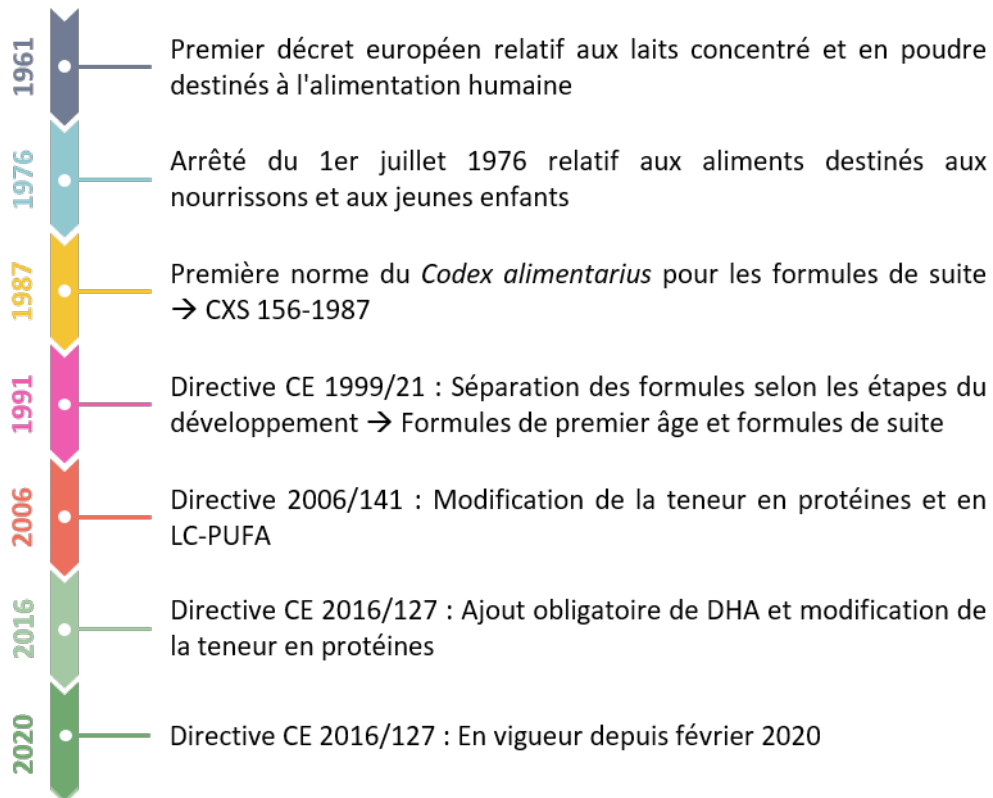 1961
Premier décret européen relatif aux laits concentré et en poudre
destinés à l'alimentation humaine
1976
Arrêté du 1er juillet 1976 relatif aux aliments destinés aux
nourrissons et aux jeunes enfants
1987
Première norme du Codex alimentarius pour les formules de suite
→ CXS 156-1987
1991
Directive CE 1999/21 : Séparation des formules selon les étapes du
développement → Formules de premier âge et formules de suite
2006
Directive 2006/141 : Modification de la teneur en protéines et en
LC-PUFA
2016
Directive CE 2016/127 : Ajout obligatoire de DHA et modification de
la teneur en protéines
2020
Directive CE 2016/127 : En vigueur depuis février 2020